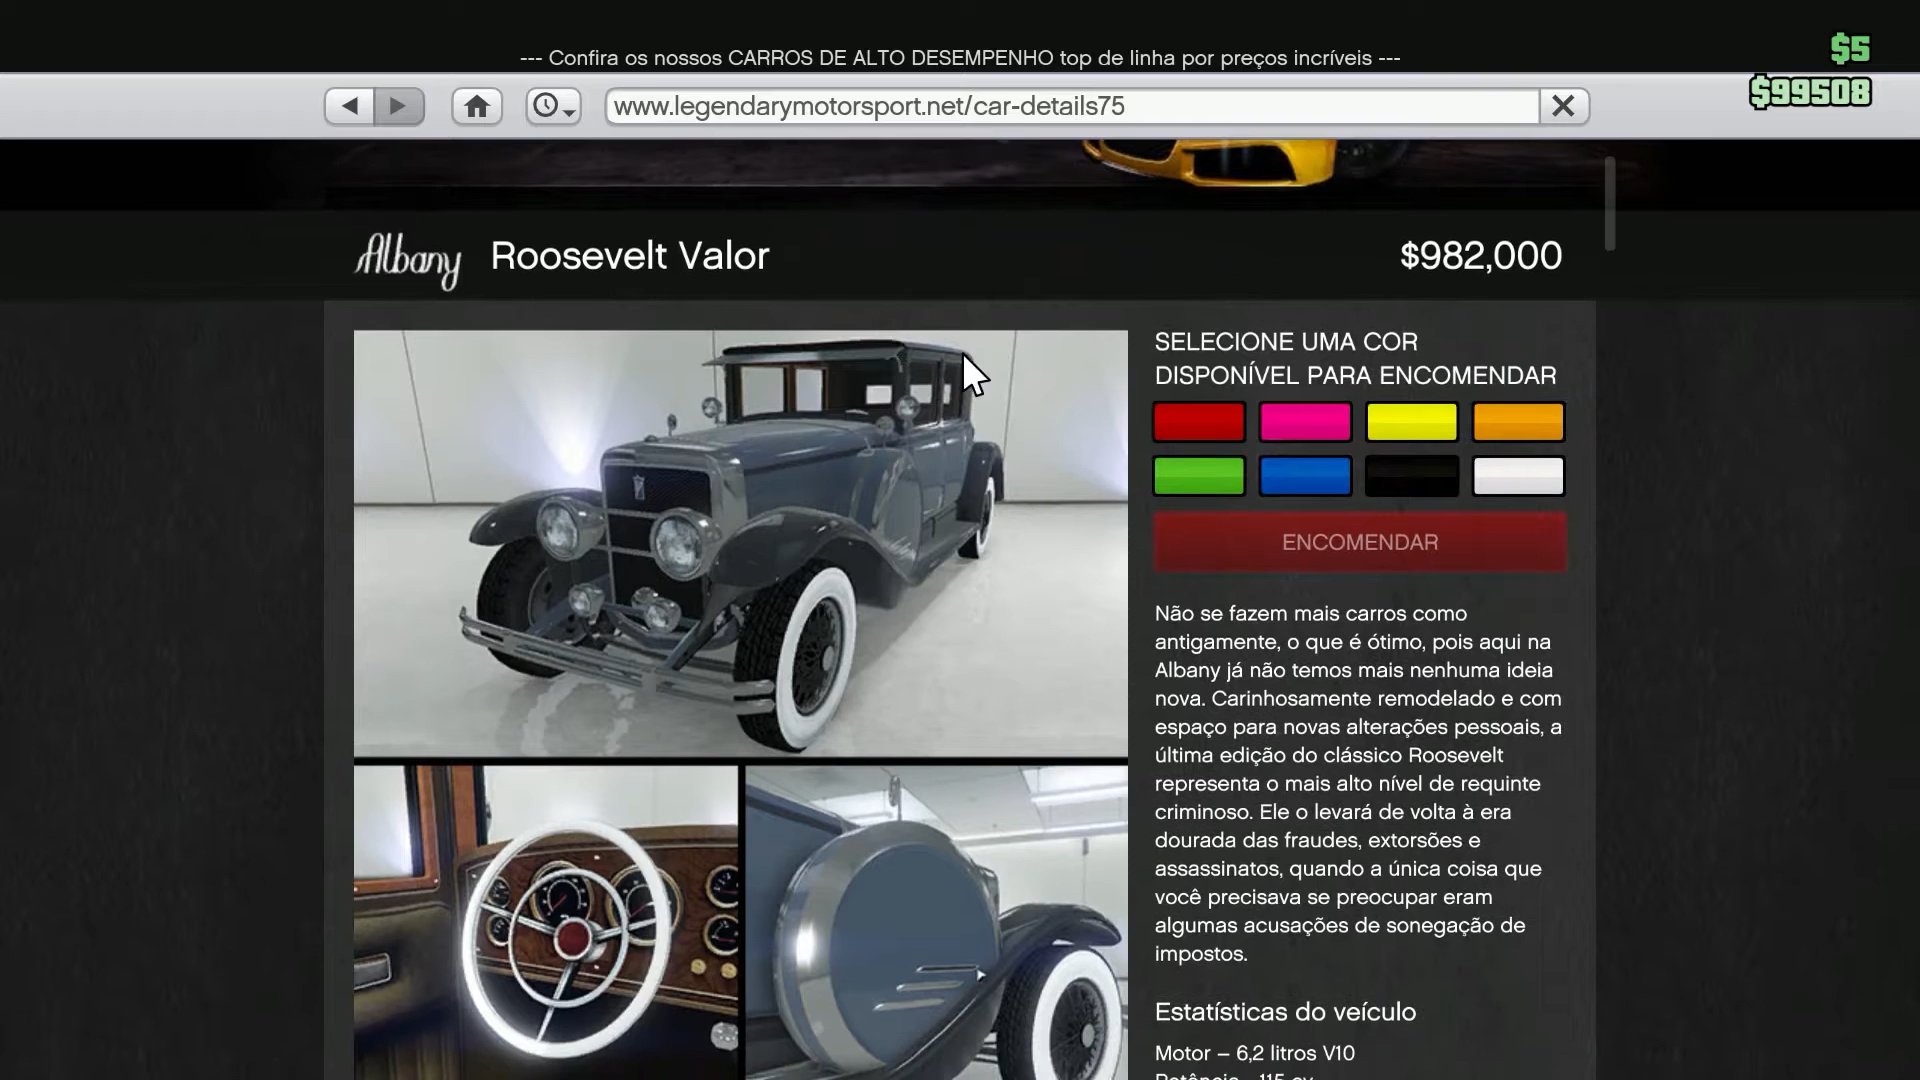 --- Confira os nossos CARROS DE ALTO DESEMPENHO top de linha por preços incríveis ---
$5
$99508
www.legendarymotorsport.net/car-details75
Albany Roosevelt Valor $982,000
SELECIONE UMA COR
DISPONÍVEL PARA ENCOMENDAR
ENCOMENDAR
Não se fazem mais carros como
antigamente, o que é ótimo, pois aqui na
Albany já não temos mais nenhuma ideia
nova. Carinhosamente remodelado e com
espaço para novas alterações pessoais, a
última edição do clássico Roosevelt
representa o mais alto nível de requinte
criminoso. Ele o levará de volta à era
dourada das fraudes, extorsões e
assassinatos, quando a única coisa que
você precisava se preocupar eram
algumas acusações de sonegação de
impostos.
Estatísticas do veículo
Motor – 6,2 litros V10
Potência – 115 cv